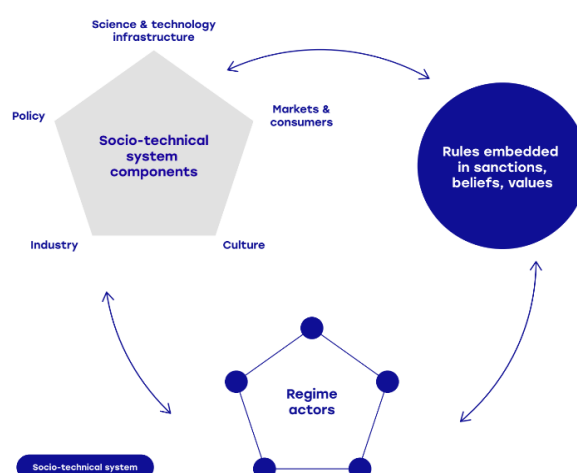 Science & technology
infrastructure
Policy
Markets &
consumers
Socio-technical
system
components
Rules embedded
in sanctions,
beliefs, values
Industry
Culture
Regime
actors
Socio-technical system